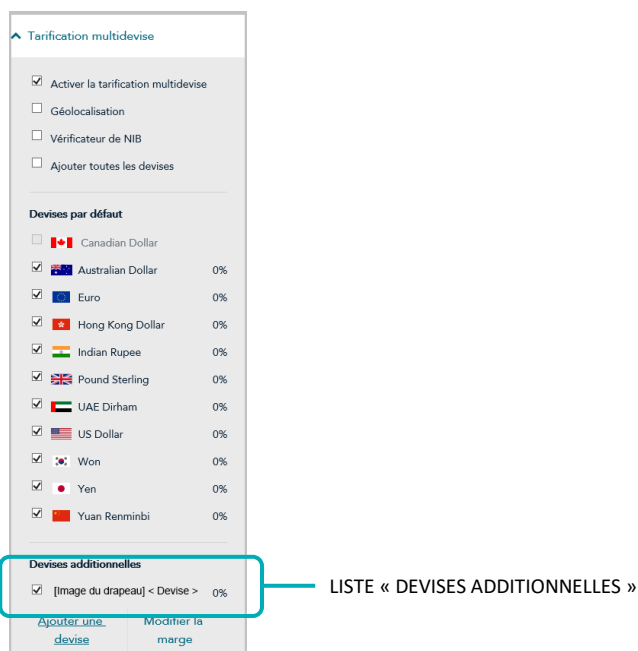 Tarification multidevise
Activer la tarification multidevise
Géolocalisation
Vérificateur de NIB
Ajouter toutes les devises
Devises par défaut
Canadian Dollar
Australian Dollar 0%
Euro 0%
Hong Kong Dollar 0%
Indian Rupee 0%
Pound Sterling 0%
UAE Dirham 0%
US Dollar 0%
Won 0%
Yen 0%
Yuan Renminbi 0%
Devises additionnelles
[Image du drapeau] < Devise > 0%
LISTE « DEVISES ADDITIONNELLES »
Ajouter une
devise
Modifier la
marge